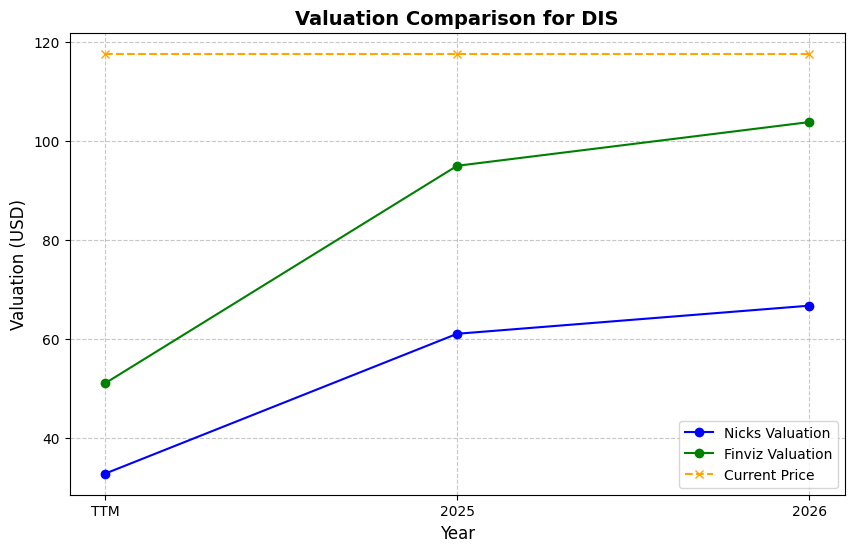 Valuation Comparison for DIS
Valuation (USD)
120
100
80
60
40
TTM
2025
2026
Year
Nicks Valuation
Finviz Valuation
Current Price